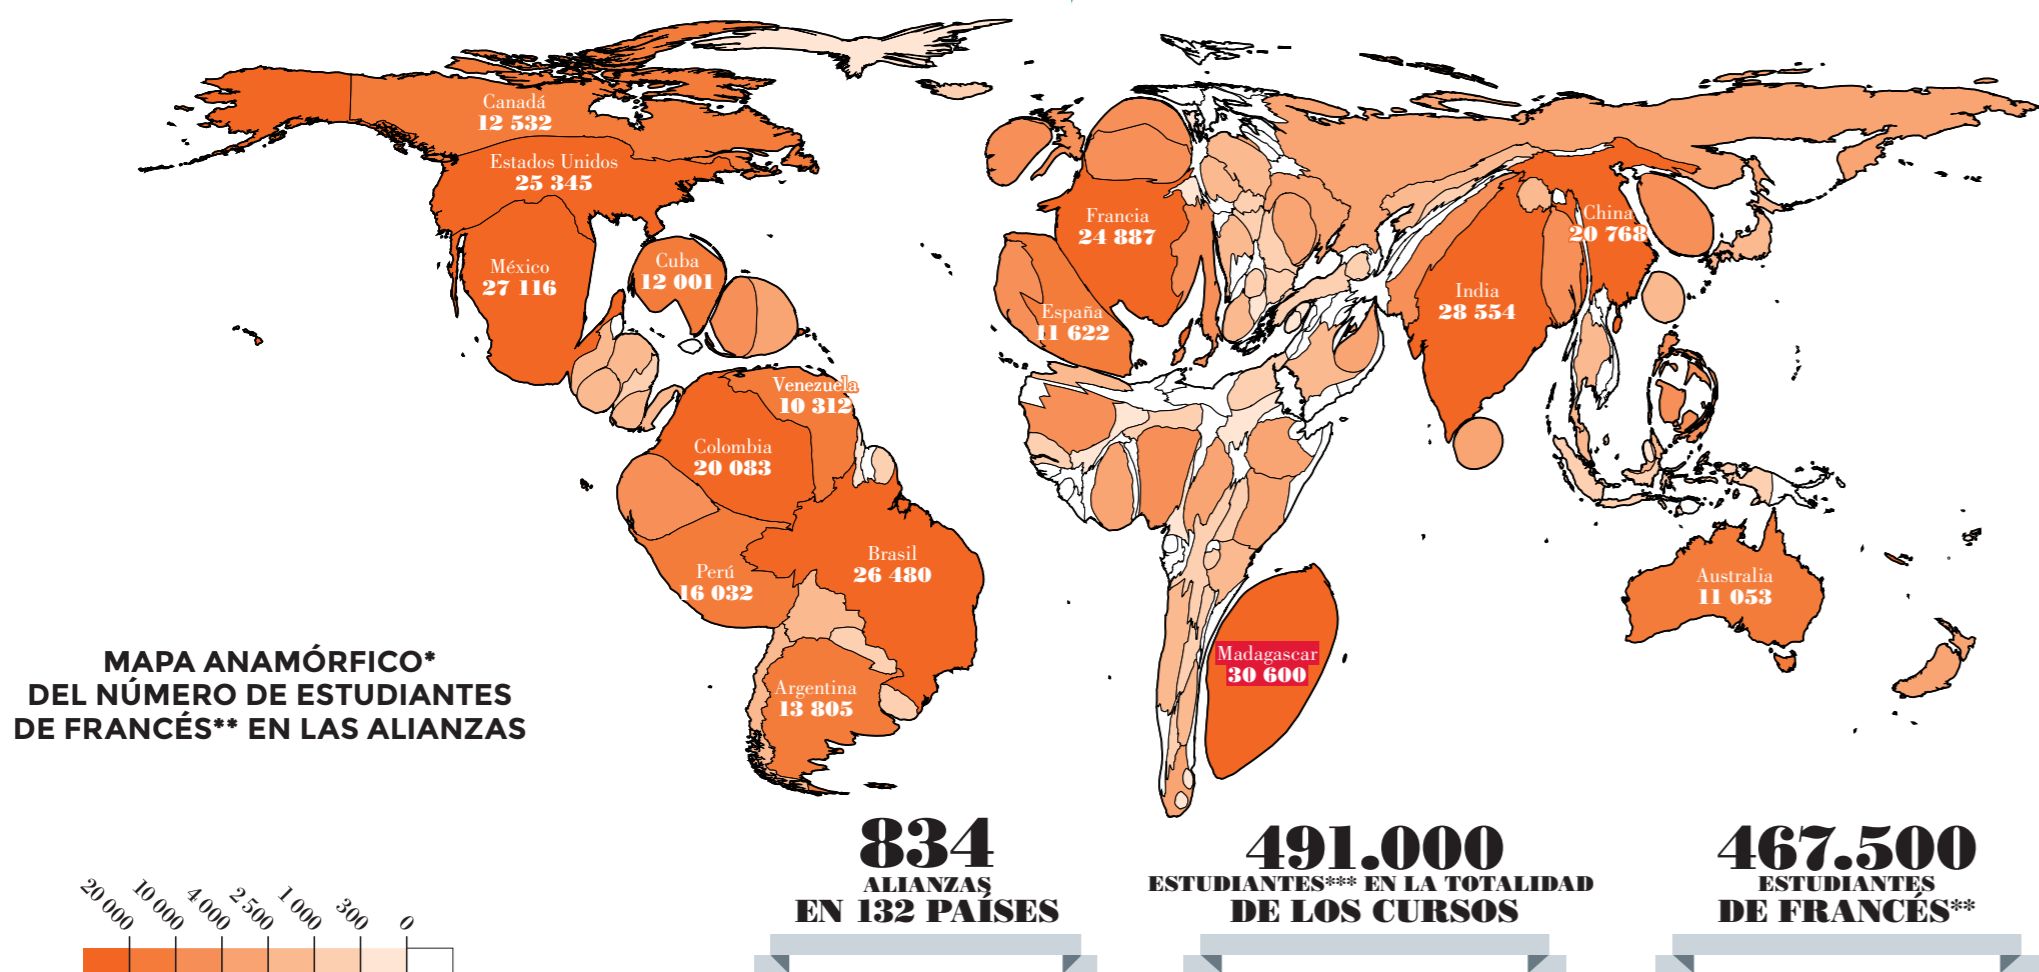 Canadá
12 532
Estados Unidos
25 345
México
27 116
Cuba
12 001
Venezuela
10 312
Colombia
20 083
Brasil
26 480
Perú
16 032
Argentina
13 805
Francia
24 887
España
11 622
India
28 554
China
20 768
Madagascar
30 600
Australia
11 053
MAPA ANAMÓRFICO*
DEL NÚMERO DE ESTUDIANTES
DE FRANCÉS** EN LAS ALIANZAS
20 000
10 000
4 000
2 500
1 000
300
0
834
ALIANZAS
EN 132 PAÍSES
491.000
ESTUDIANTES*** EN LA TOTALIDAD
DE LOS CURSOS
467.500
ESTUDIANTES
DE FRANCÉS**